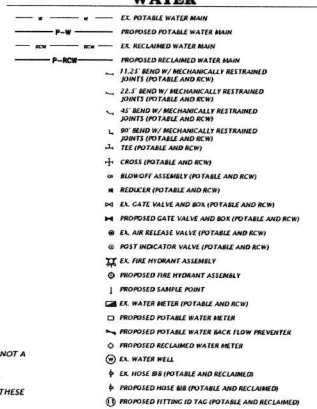 WATER
W W EX. POTABLE WATER MAIN
P-W PROPOSED POTABLE WATER MAIN
RCW RCW EX. RECLAIMED WATER MAIN
P-RCW PROPOSED RECLAIMED WATER MAIN
11.25° BEND W/ MECHANICALLY RESTRAINED
JOINTS (POTABLE AND RCW)
22.5° BEND W/ MECHANICALLY RESTRAINED
JOINTS (POTABLE AND RCW)
45° BEND W/ MECHANICALLY RESTRAINED
JOINTS (POTABLE AND RCW)
90° BEND W/ MECHANICALLY RESTRAINED
JOINTS (POTABLE AND RCW)
TEE (POTABLE AND RCW)
CROSS (POTABLE AND RCW)
BLOWOFF ASSEMBLY (POTABLE AND RCW)
REDUCER (POTABLE AND RCW)
EX. GATE VALVE AND BOX (POTABLE AND RCW)
PROPOSED GATE VALVE AND BOX (POTABLE AND RCW)
EX. AIR RELEASE VALVE (POTABLE AND RCW)
POST INDICATOR VALVE (POTABLE AND RCW)
EX. FIRE HYDRANT ASSEMBLY
PROPOSED FIRE HYDRANT ASSEMBLY
PROPOSED SAMPLE POINT
EX. WATER METER (POTABLE AND RCW)
PROPOSED POTABLE WATER METER
PROPOSED POTABLE WATER BACK FLOW PREVENTER
PROPOSED RECLAIMED WATER METER
NOT A
W EX. WATER WELL
EX. HOSE BIB (POTABLE AND RECLAIMED)
THESE
PROPOSED HOSE BIB (POTABLE AND RECLAIMED)
PROPOSED FITTING ID TAG (POTABLE AND RECLAIMED)